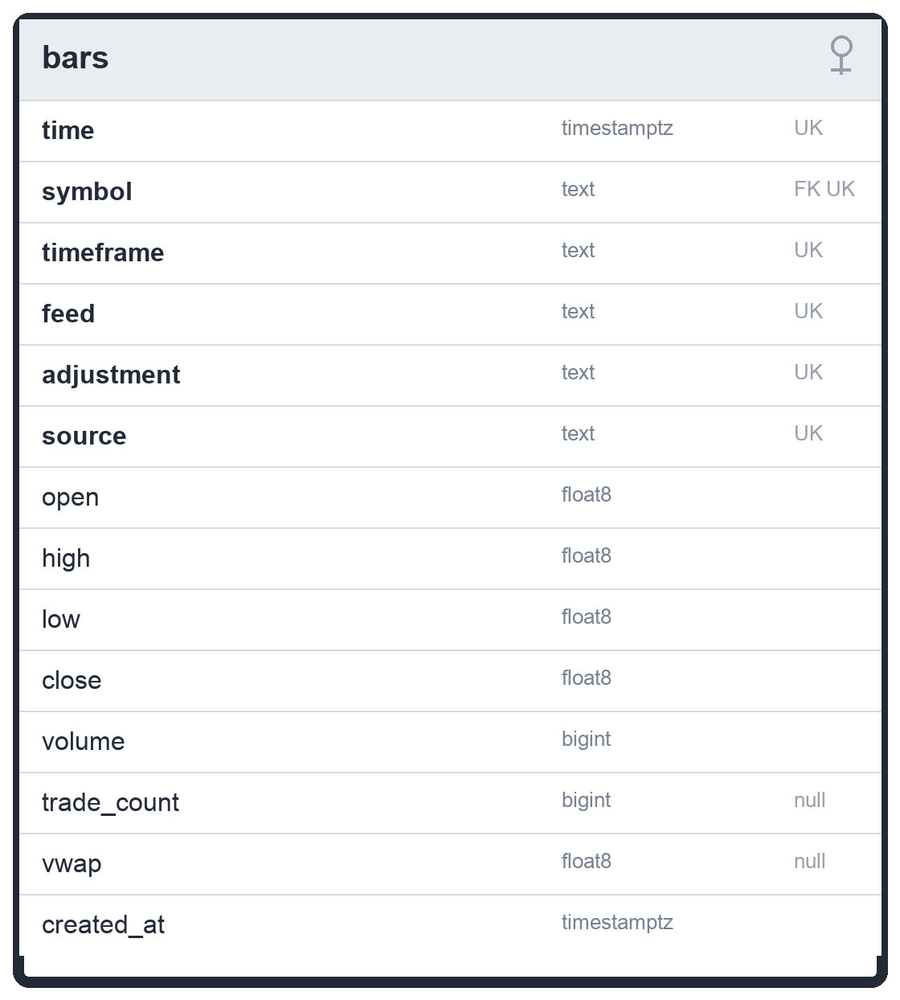 bars
time timestamptz UK
symbol text FK UK
timeframe text UK
feed text UK
adjustment text UK
source text UK
open float8
high float8
low float8
close float8
volume bigint
trade_count bigint null
vwap float8 null
created_at timestamptz